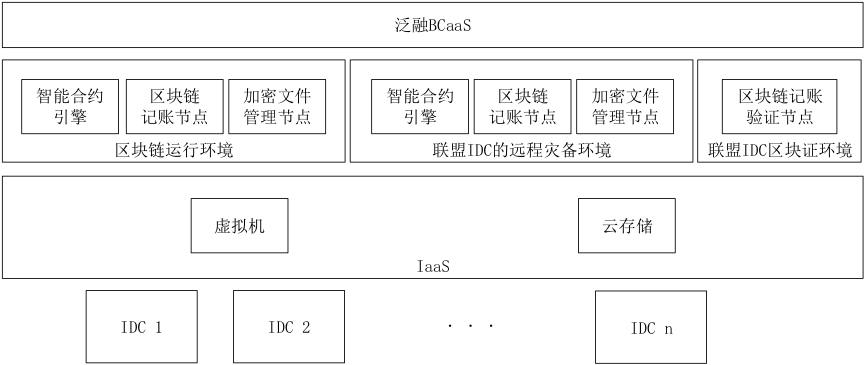 泛融BCaaS
智能合约
引擎
区块链
记账节点
加密文件
管理节点
区块链运行环境
智能合约
引擎
区块链
记账节点
加密文件
管理节点
联盟IDC的远程灾备环境
区块链记账
验证节点
联盟IDC区块证环境
虚拟机
云存储
IaaS
IDC 1
IDC 2
· · ·
IDC n